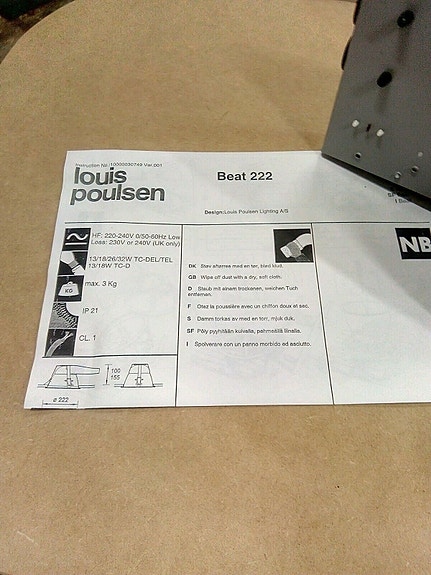 Instruction No.:10000030749 Ver.001
louis
poulsen
Beat 222
Design:Louis Poulsen Lighting A/S
HF: 220-240V 0/50-60Hz Low
Loss: 230V or 240V (UK only)
13/18/26/32W TC-DEL/TEL
13/18W TC-D
KG
max. 3 Kg
IP 21
CL. 1
100
155
ø 222
DK Støv aftørres med en tør, blød klud.
GB Wipe off dust with a dry, soft cloth.
D Staub mit einem trockenen, weichen Tuch
entfernen.
F Otez la poussière avec un chiffon doux et sec.
S Damm torkas av med en torr, mjuk duk.
SF Pöly pyyhitään kuivalla, pehmeällä liinalla.
I Spolverare con un panno morbido ed asciutto.
NB